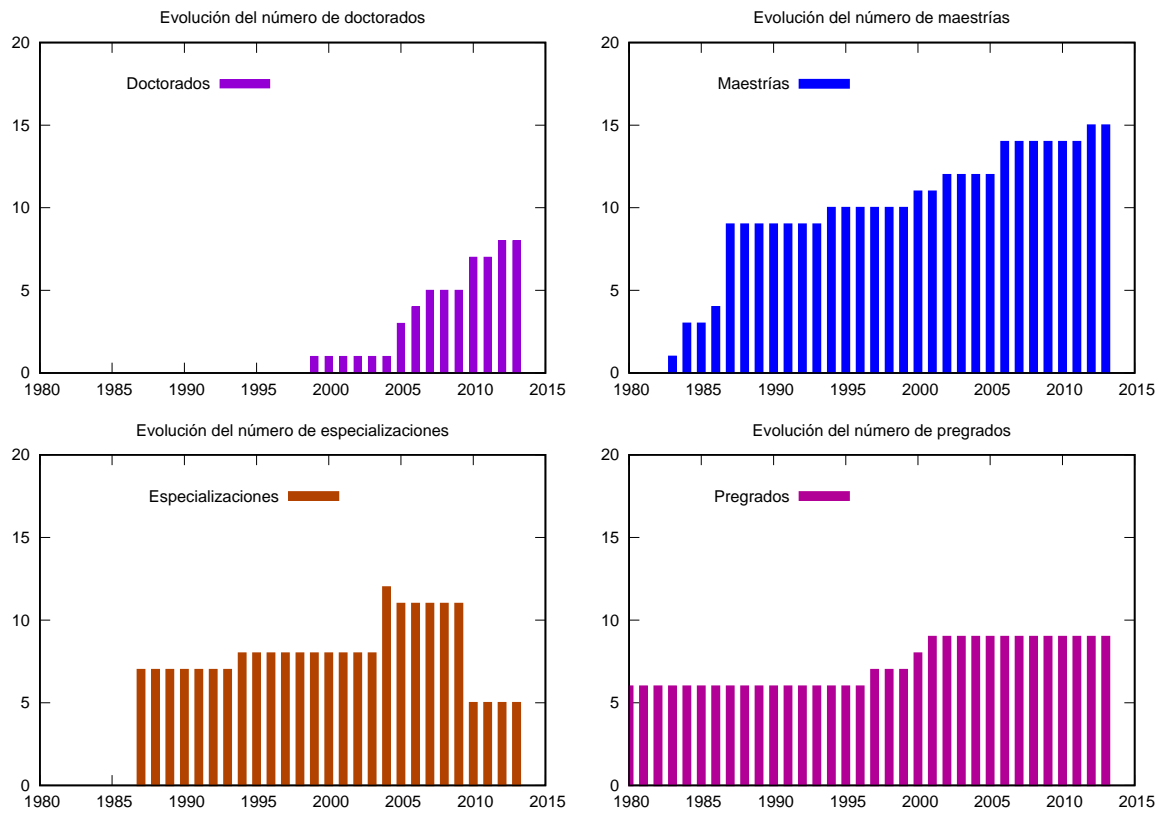 Evolución del número de doctorados
20
15
10
5
0
Doctorados
1980 1985 1990 1995 2000 2005 2010 2015
Evolución del número de maestrías
20
15
10
5
0
Maestrías
1980 1985 1990 1995 2000 2005 2010 2015
Evolución del número de especializaciones
20
15
10
5
0
Especializaciones
1980 1985 1990 1995 2000 2005 2010 2015
Evolución del número de pregrados
20
15
10
5
0
Pregrados
1980 1985 1990 1995 2000 2005 2010 2015